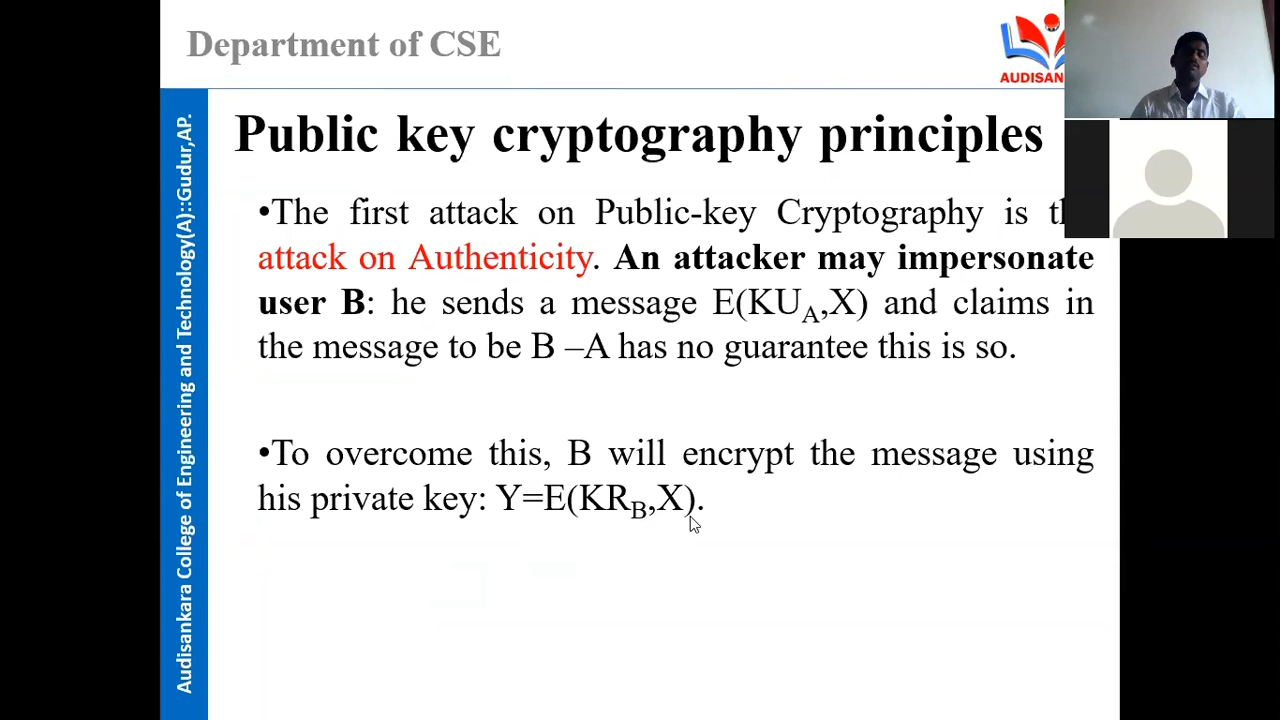 Department of CSE
AUDISAN
Audisankara College of Engineering and Technology(A)::Gudur,AP.
Public key cryptography principles
•The first attack on Public-key Cryptography is
attack on Authenticity. An attacker may impersonate
user B: he sends a message E(KUA,X) and claims in
the message to be B –A has no guarantee this is so.
•To overcome this, B will encrypt the message using
his private key: Y=E(KRB,X).